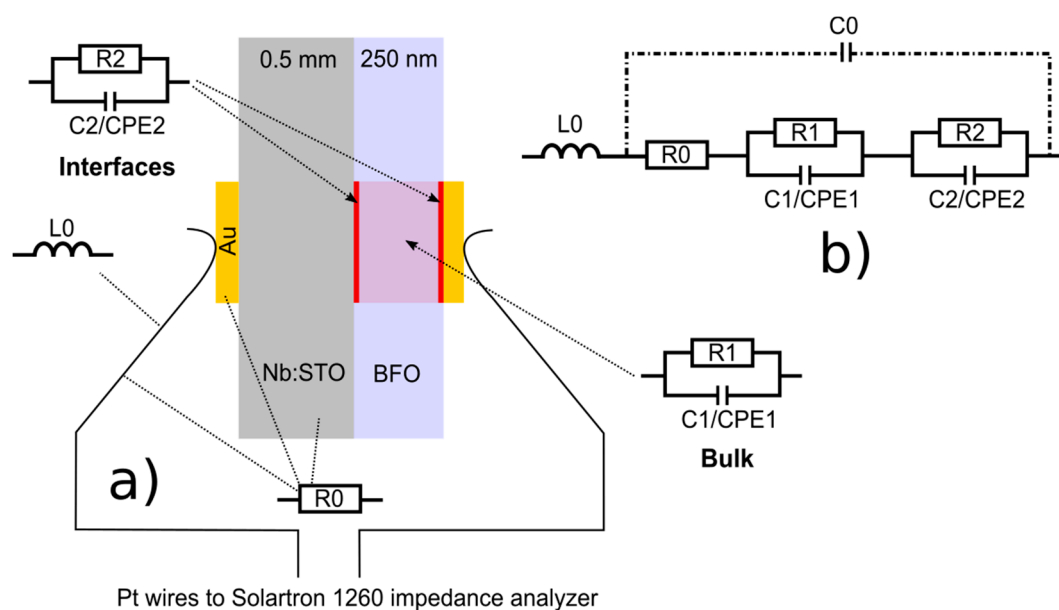 R2
C2/CPE2
Interfaces
L0
0.5 mm
250 nm
Au
Nb:STO
BFO
R0
a)
Pt wires to Solartron 1260 impedance analyzer
R1
C1/CPE1
Bulk
C0
L0
R0
R1
C1/CPE1
R2
C2/CPE2
b)